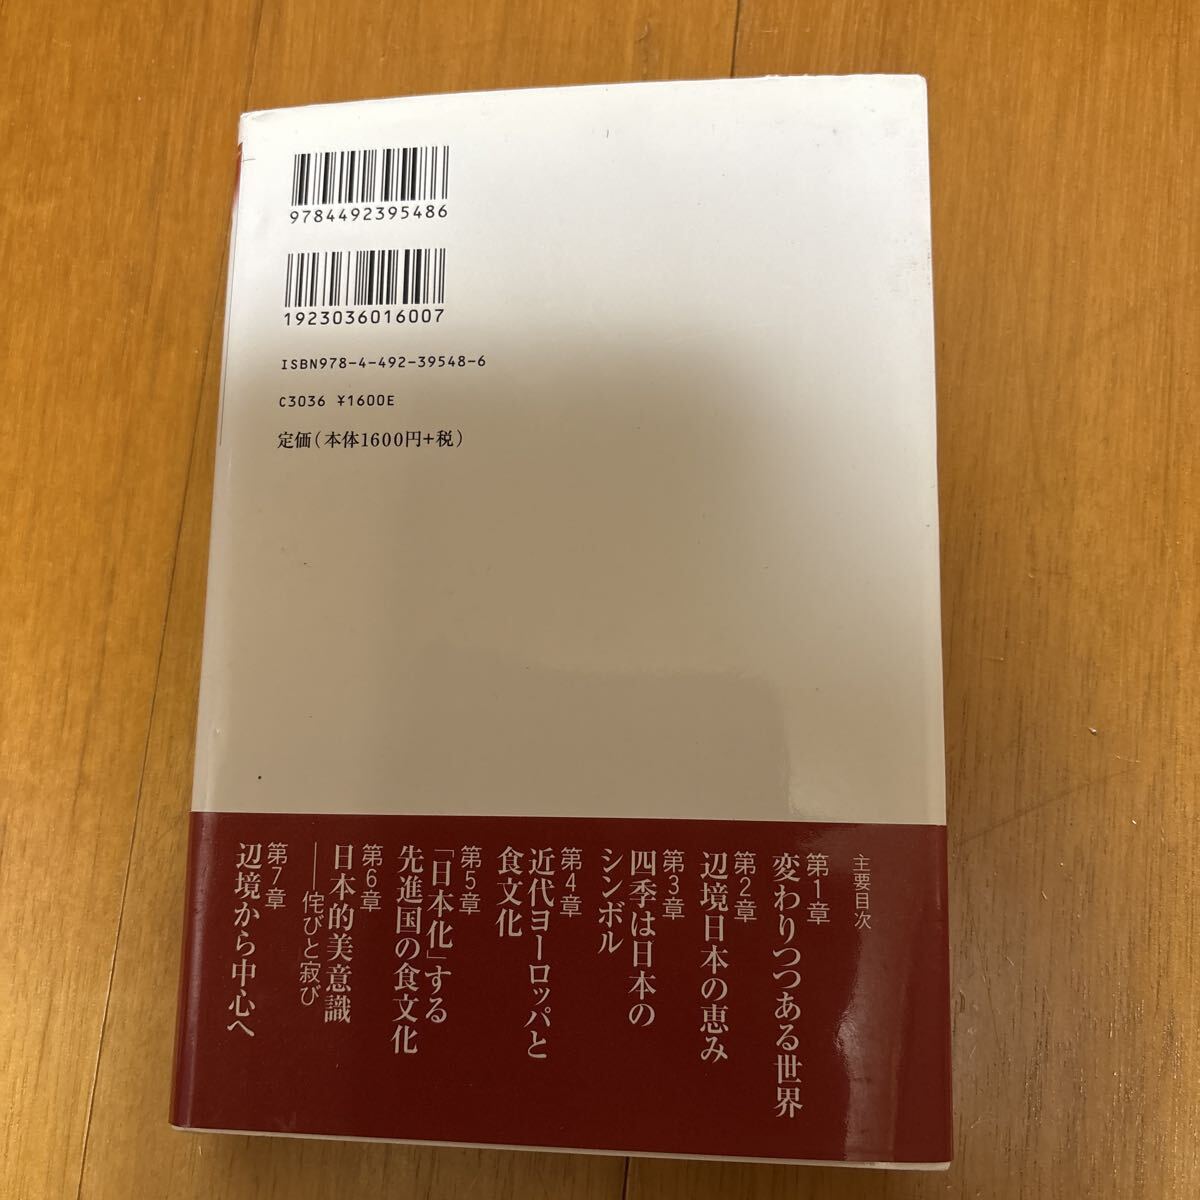 9784492395486
1923036016007
ISBN978-4-492-39548-6
C3036 ¥1600E
定価(本体1600円+税)
主要目次
第1章
変わりつつある世界
第2章
辺境日本の恵み
第3章
四季は日本の
シンボル
第4章
近代ヨーロッパと
食文化
第5章
「日本化」する
先進国の食文化
第6章
日本的美意識
――侘びと寂び
第7章
辺境から中心へ